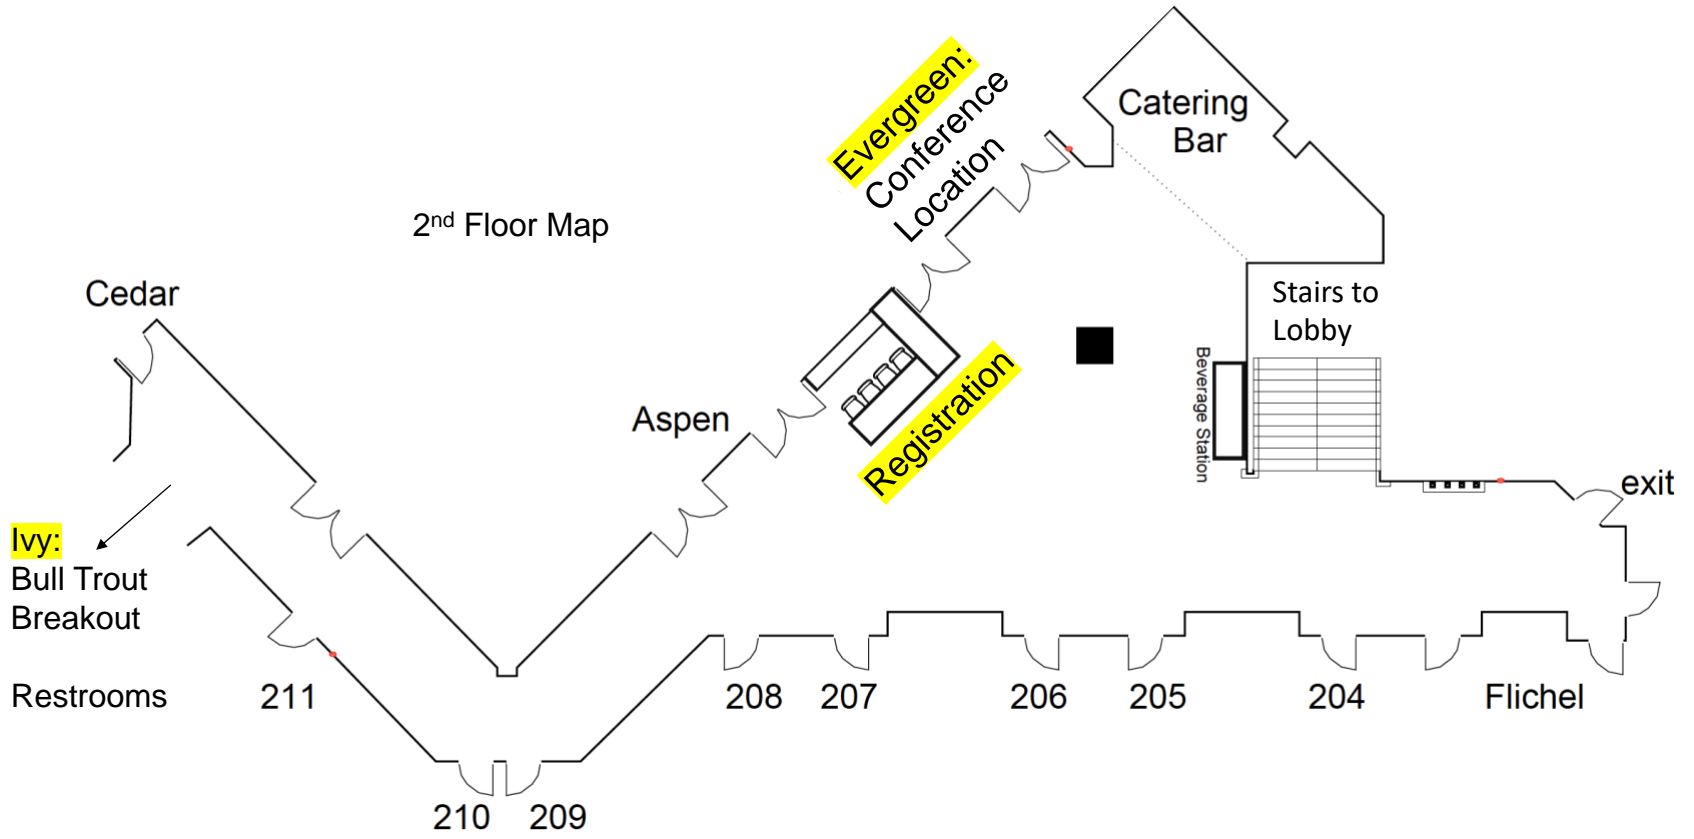 Evergreen:
Conference
Location
Catering
Bar
2nd Floor Map
Cedar
Stairs to
Lobby
Beverage Station
Registration
Aspen
exit
Ivy:
Bull Trout
Breakout
Restrooms
211
208
207
206
205
204
Flichel
210
209